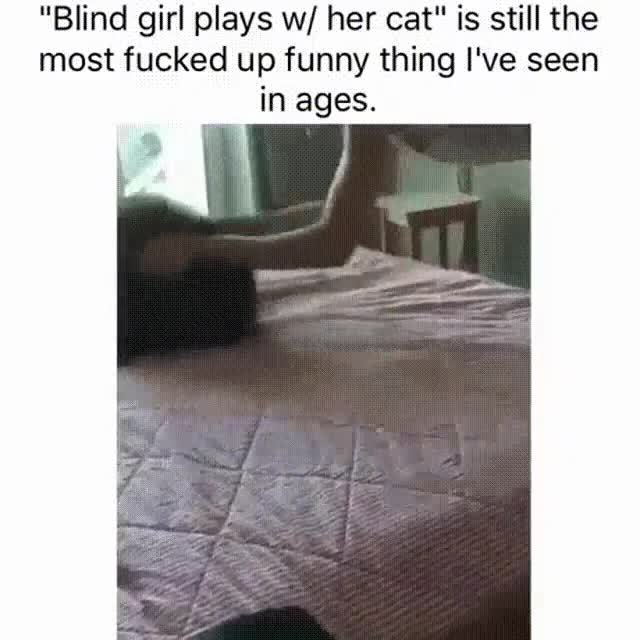 "Blind girl plays w/ her cat" is still the
most fucked up funny thing I've seen
in ages.